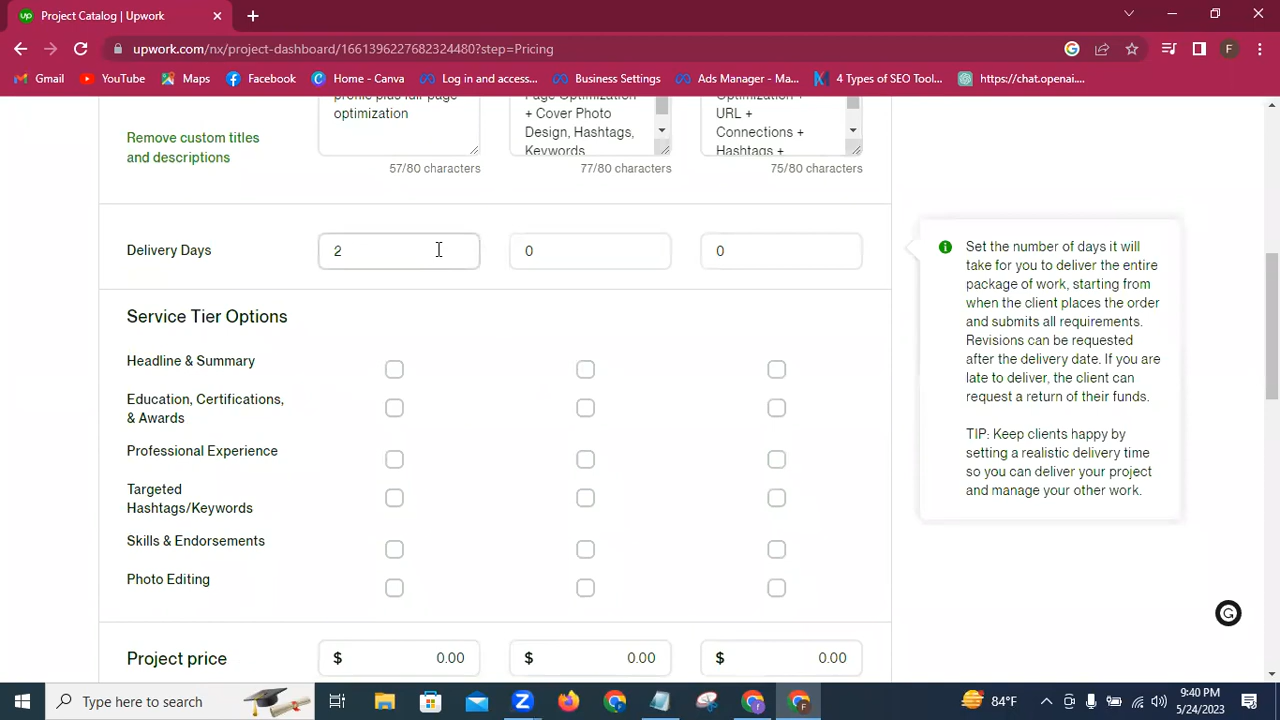 up Project Catalog | Upwork
upwork.com/nx/project-dashboard/1661396227682324480?step=Pricing
F
Gmail YouTube Maps Facebook Home - Canva Log in and access... Business Settings Ads Manager - Ma... 4 Types of SEO Tool... https://chat.openai....
profile plus full page
optimization
Page Optimization
+ Cover Photo
Design, Hashtags,
Keywords
Optimization +
URL +
Connections +
Hashtags +
Remove custom titles
and descriptions
57/80 characters 77/80 characters 75/80 characters
Delivery Days 2 0 0
Set the number of days it will
take for you to deliver the entire
package of work, starting from
when the client places the order
and submits all requirements.
Revisions can be requested
after the delivery date. If you are
late to deliver, the client can
request a return of their funds.
TIP: Keep clients happy by
setting a realistic delivery time
so you can deliver your project
and manage your other work.
Service Tier Options
Headline & Summary
Education, Certifications,
& Awards
Professional Experience
Targeted
Hashtags/Keywords
Skills & Endorsements
Photo Editing
Project price $ 0.00 $ 0.00 $ 0.00
Type here to search
84°F
9:40 PM
5/24/2023